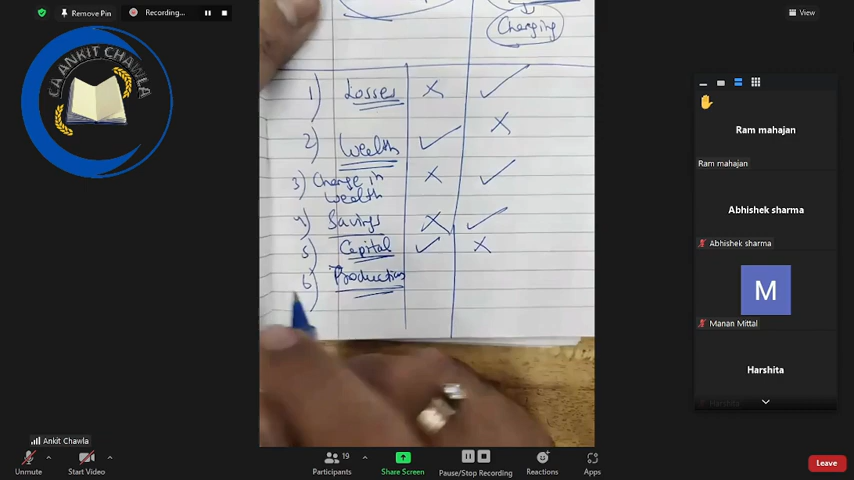 Remove Pin
Recording...
View
CA ANKIT CHAWLA
Changing
1) Losses × ✓
2) Wealth ✓ ×
3) Change in wealth × ✓
4) Savings × ✓
5) Capital ✓ ×
6) Production
Ram mahajan
Ram mahajan
Abhishek sharma
Abhishek sharma
M
Manan Mittal
Harshita
Harshita
Ankit Chawla
Unmute
Start Video
19
Participants
Share Screen
Pause/Stop Recording
Reactions
Apps
Leave